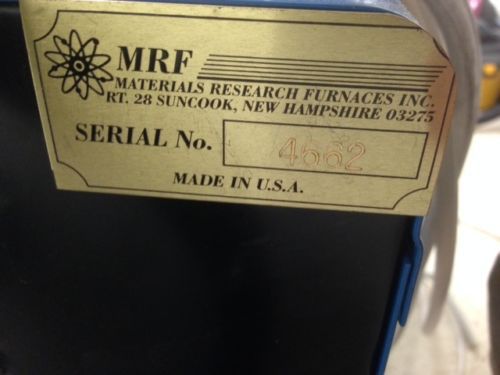 MRF
MATERIALS RESEARCH FURNACES INC.
RT. 28 SUNCOOK, NEW HAMPSHIRE 03275
SERIAL No. 4662
MADE IN U.S.A.